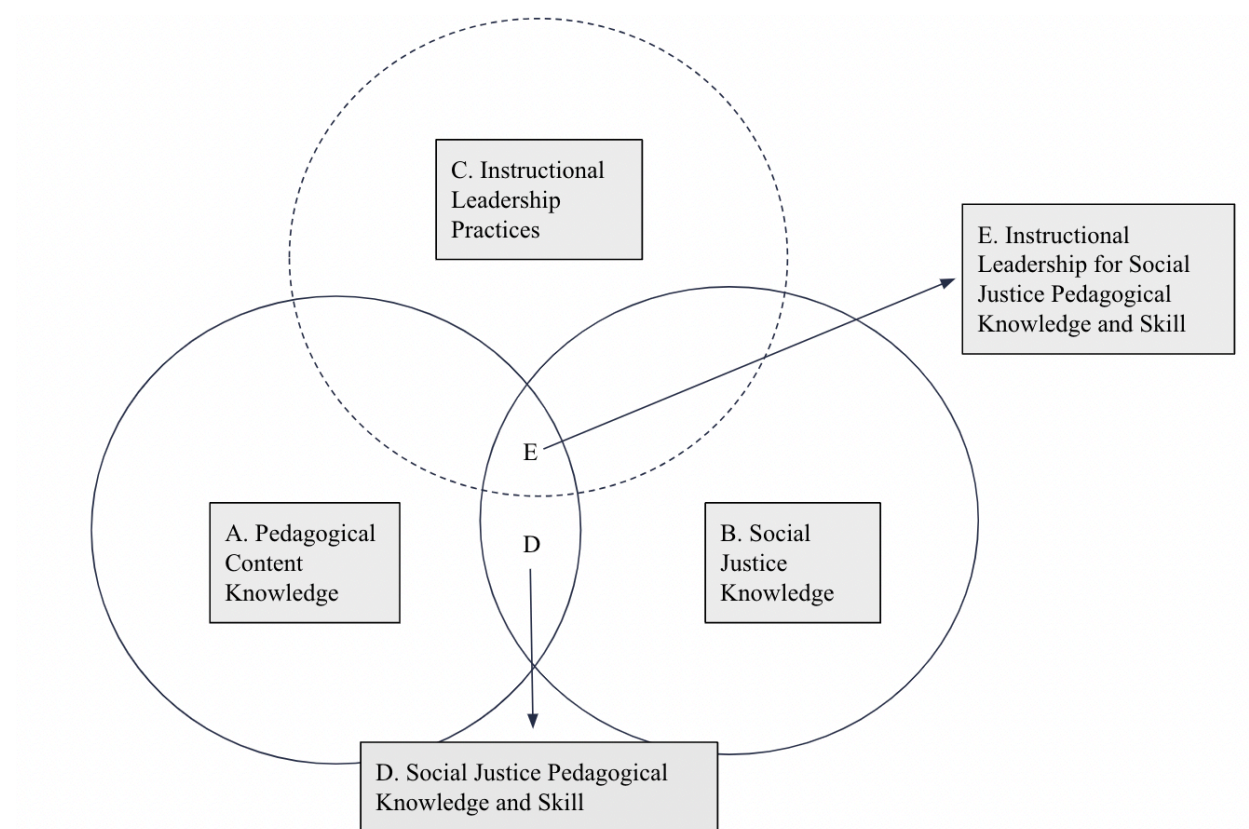 C. Instructional
Leadership
Practices
E. Instructional
Leadership for Social
Justice Pedagogical
Knowledge and Skill
E
D
A. Pedagogical
Content
Knowledge
B. Social
Justice
Knowledge
D. Social Justice Pedagogical
Knowledge and Skill